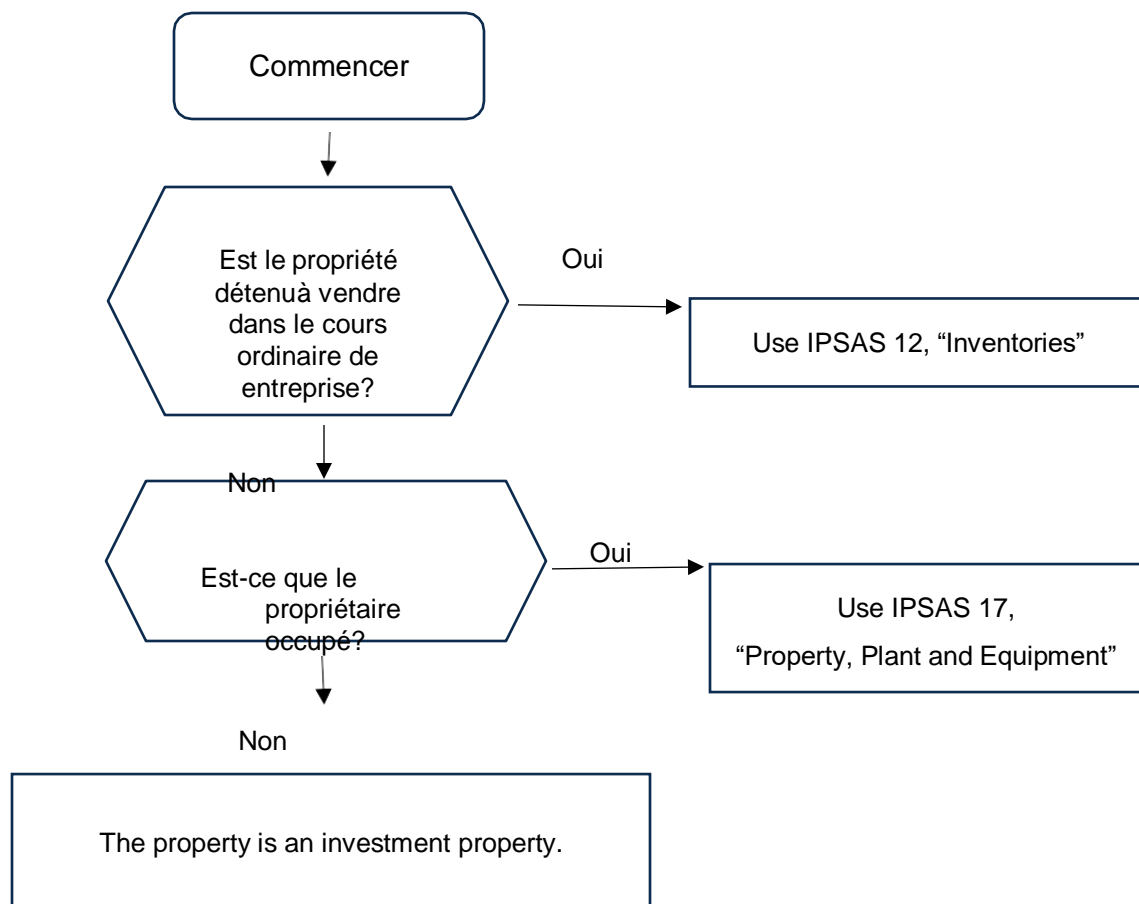 Commencer
Est le propriété
détenuà vendre
dans le cours
ordinaire de
entreprise?
Oui
Use IPSAS 12, “Inventories”
Non
Est-ce que le
propriétaire
occupé?
Oui
Use IPSAS 17,
“Property, Plant and Equipment”
Non
The property is an investment property.